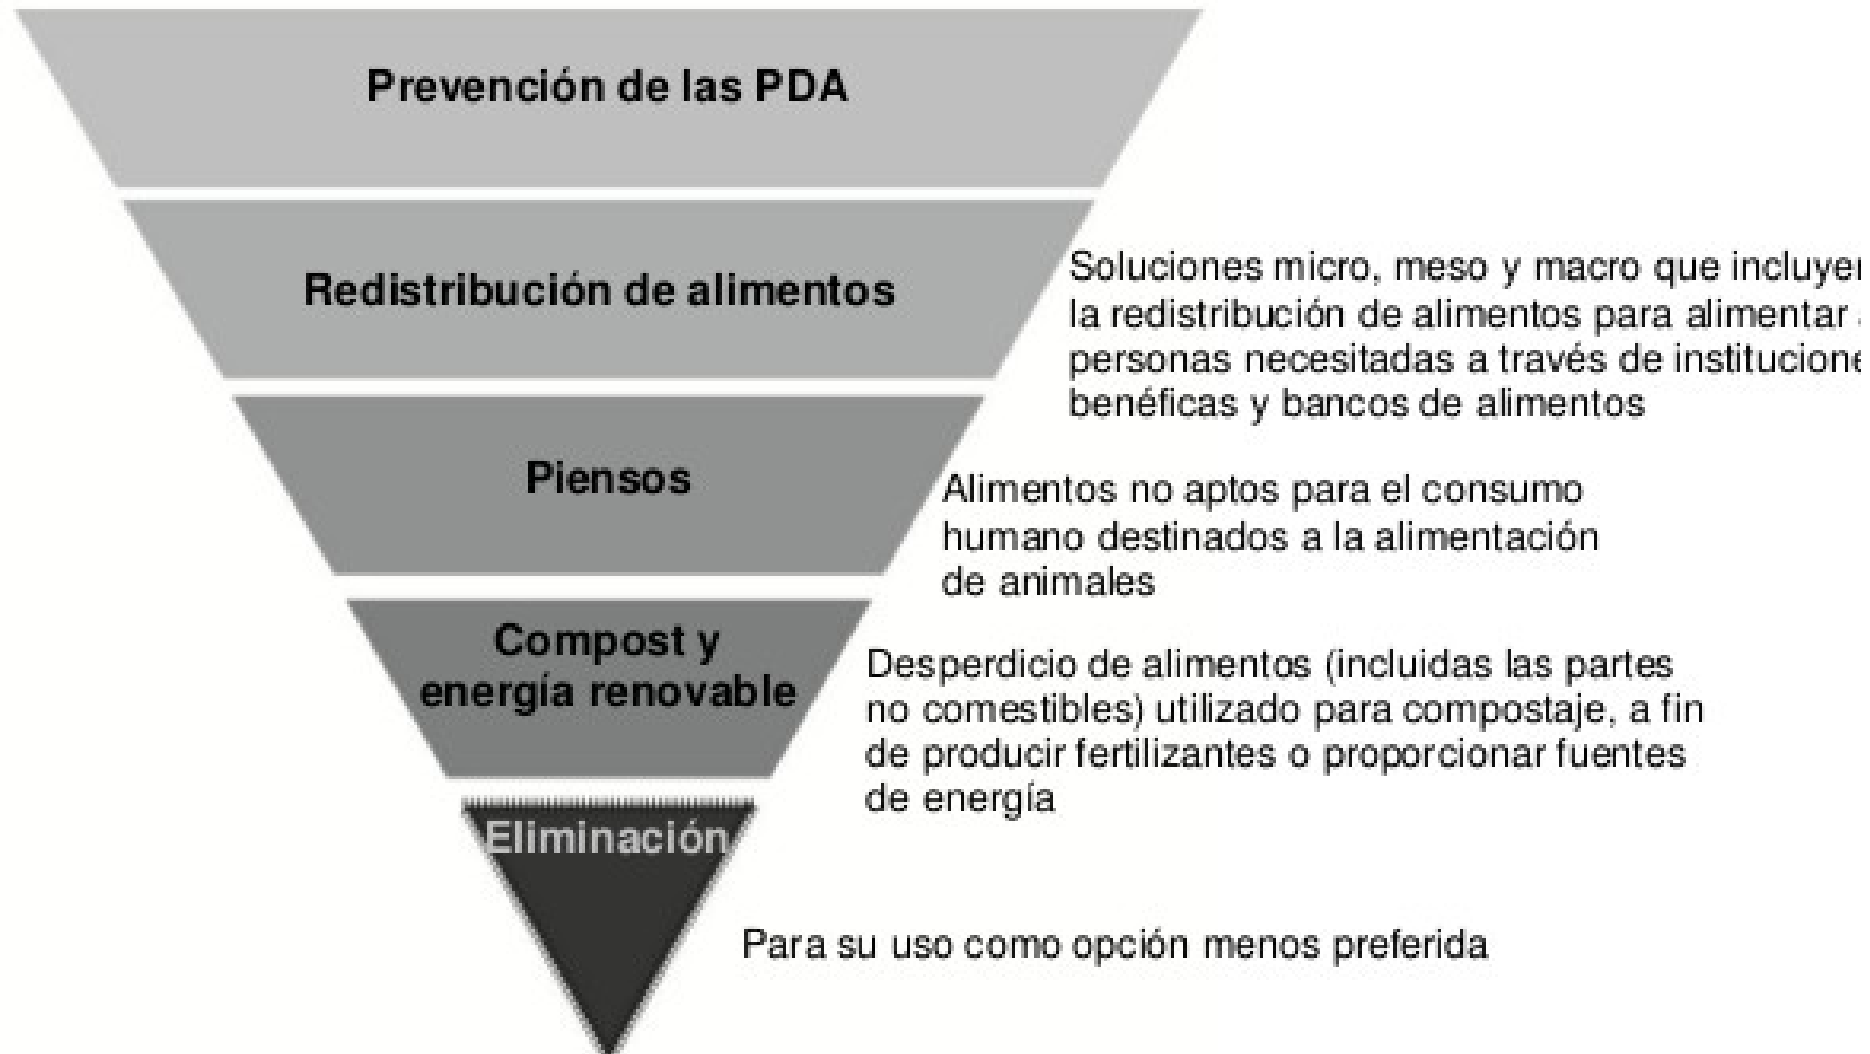 Prevención de las PDA
Redistribución de alimentos
Soluciones micro, meso y macro que incluye
la redistribución de alimentos para alimentar
personas necesitadas a través de institucione
benéficas y bancos de alimentos
Piensos
Alimentos no aptos para el consumo
humano destinados a la alimentación
de animales
Compost y
energía renovable
Desperdicio de alimentos (incluidas las partes
no comestibles) utilizado para compostaje, a fin
de producir fertilizantes o proporcionar fuentes
de energía
Eliminación
Para su uso como opción menos preferida